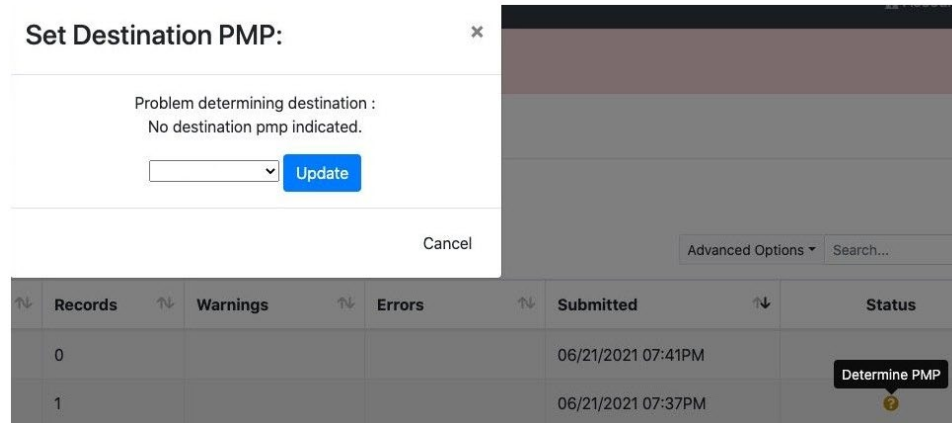 Set Destination PMP: ×
Problem determining destination :
No destination pmp indicated.
Update
Cancel
Advanced Options Search...
Records Warnings Errors Submitted Status
0 06/21/2021 07:41PM
Determine PMP
1 06/21/2021 07:37PM ?